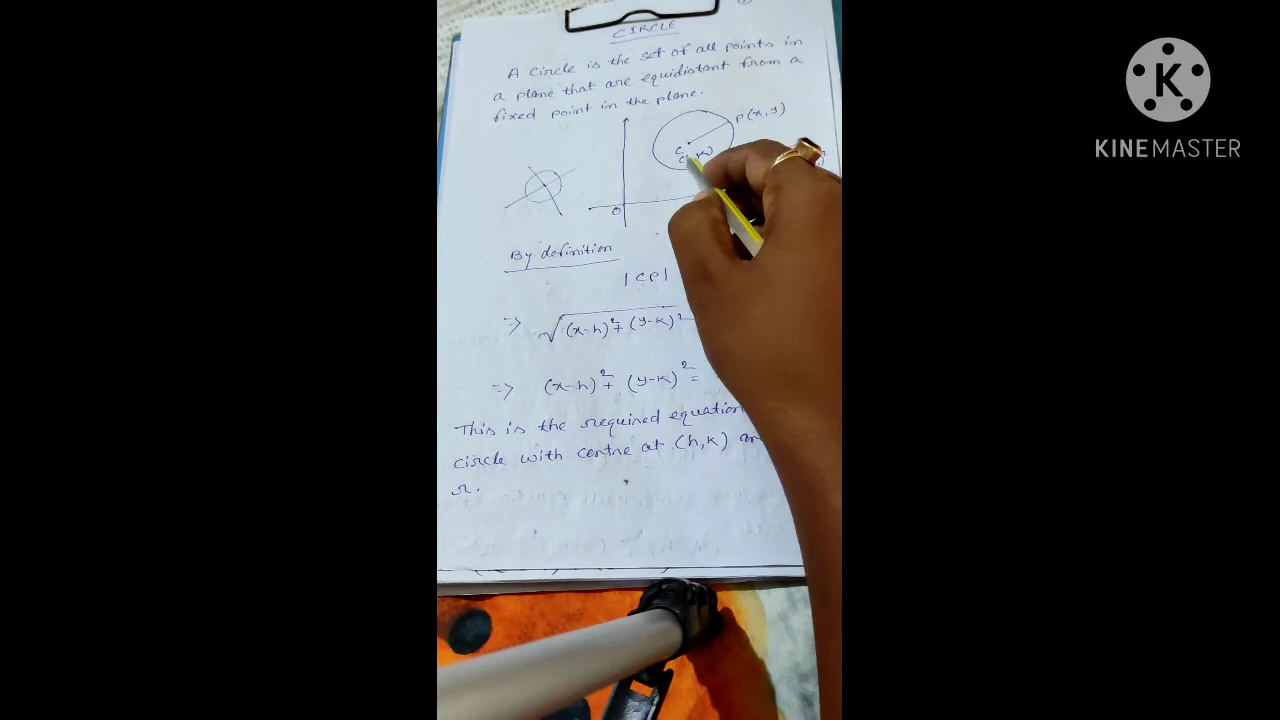 CIRCLE
A circle is the set of all points in
a plane that are equidistant from a
fixed point in the plane.
P(x, y)
C
O
By definition
|CP|
⇒ √(x-h)² + (y-k)²
⇒ (x-h)² + (y-k)² =
This is the required equation
circle with centre at (h, k)
r.
K
KINEMASTER